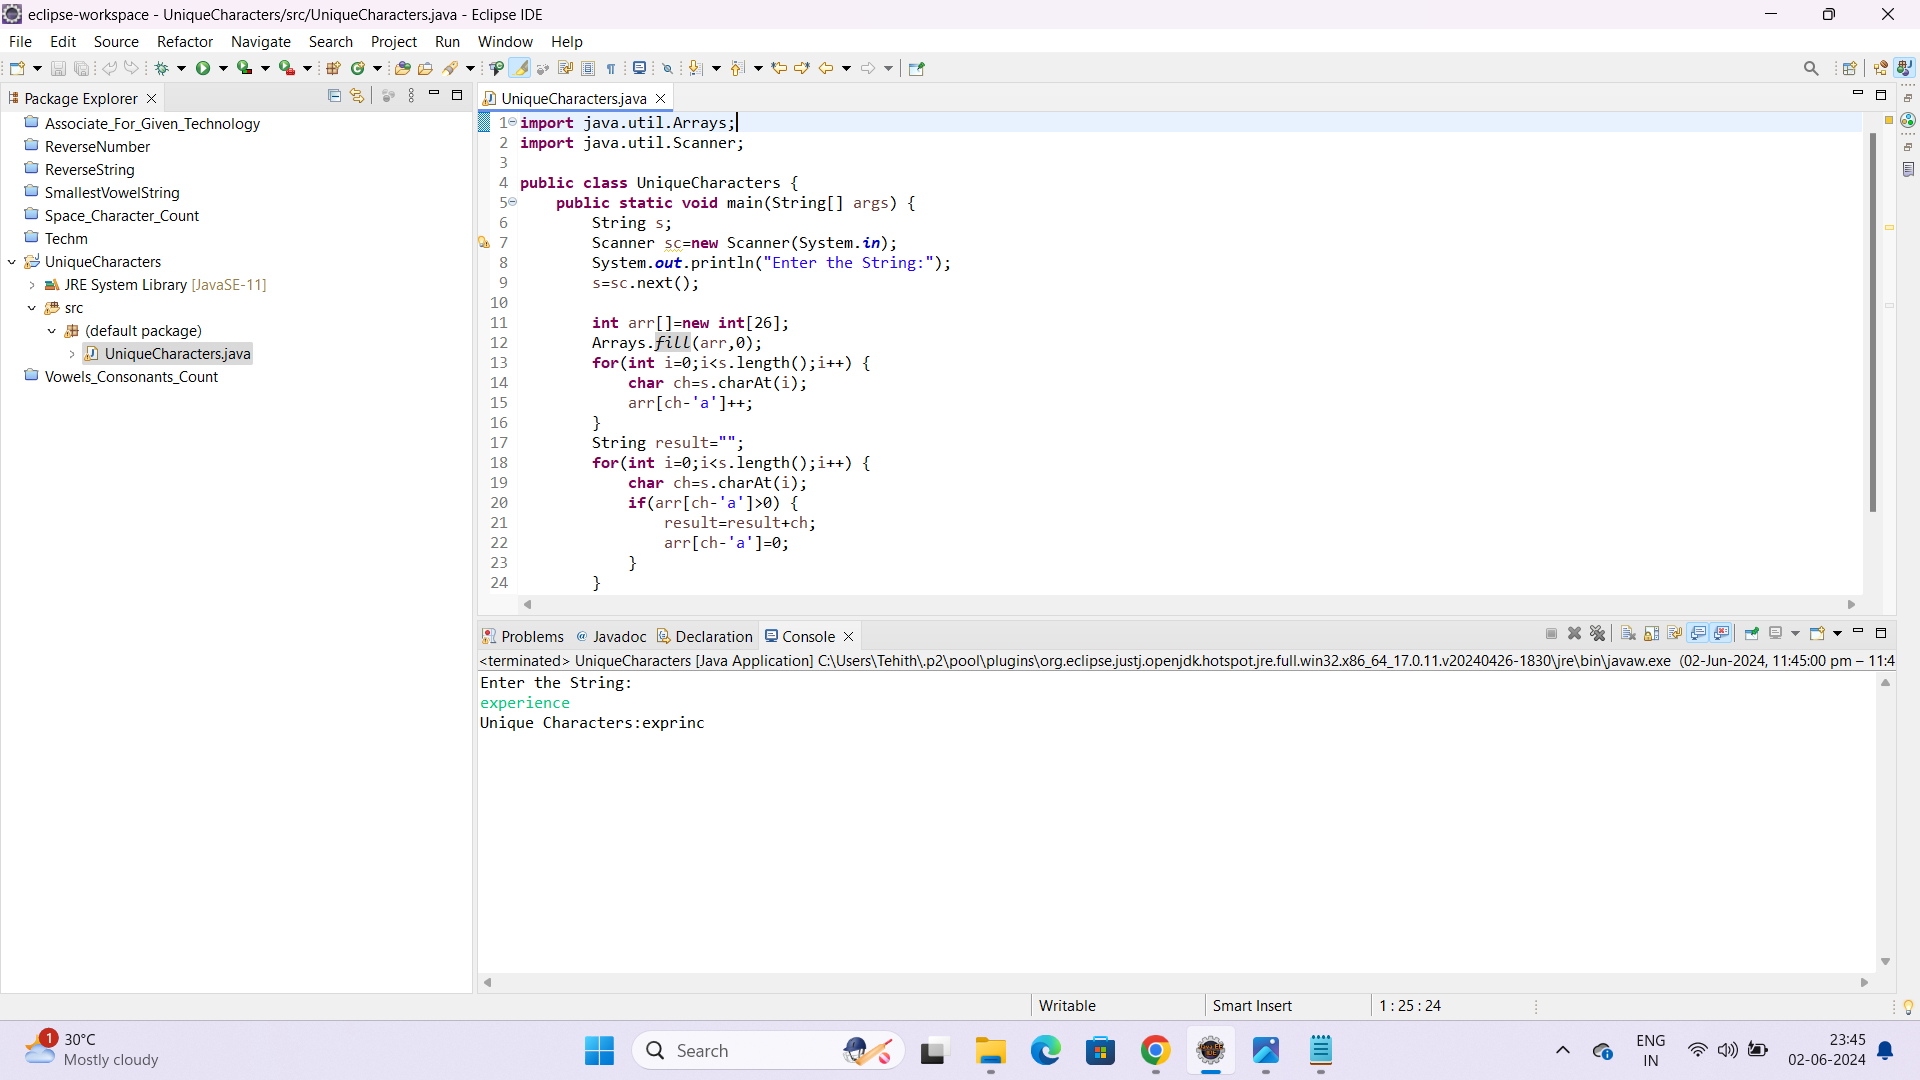 eclipse-workspace - UniqueCharacters/src/UniqueCharacters.java - Eclipse IDE
File Edit Source Refactor Navigate Search Project Run Window Help
Package Explorer
Associate_For_Given_Technology
ReverseNumber
ReverseString
SmallestVowelString
Space_Character_Count
Techm
UniqueCharacters
JRE System Library [JavaSE-11]
src
(default package)
UniqueCharacters.java
Vowels_Consonants_Count
UniqueCharacters.java
1 import java.util.Arrays;
2 import java.util.Scanner;
3
4 public class UniqueCharacters {
5     public static void main(String[] args) {
6         String s;
7         Scanner sc=new Scanner(System.in);
8         System.out.println("Enter the String:");
9         s=sc.next();
10
11         int arr[]=new int[26];
12         Arrays.fill(arr,0);
13         for(int i=0;i<s.length();i++) {
14             char ch=s.charAt(i);
15             arr[ch-'a']++;
16         }
17         String result="";
18         for(int i=0;i<s.length();i++) {
19             char ch=s.charAt(i);
20             if(arr[ch-'a']>0) {
21                 result=result+ch;
22                 arr[ch-'a']=0;
23             }
24         }
Problems @ Javadoc Declaration Console
<terminated> UniqueCharacters [Java Application] C:\Users\Tehith\.p2\pool\plugins\org.eclipse.justj.openjdk.hotspot.jre.full.win32.x86_64_17.0.11.v20240426-1830\jre\bin\javaw.exe (02-Jun-2024, 11:45:00 pm – 11:4
Enter the String:
experience
Unique Characters:exprinc
Writable Smart Insert 1 : 25 : 24
1
30°C
Mostly cloudy
Search
ENG
IN
23:45
02-06-2024